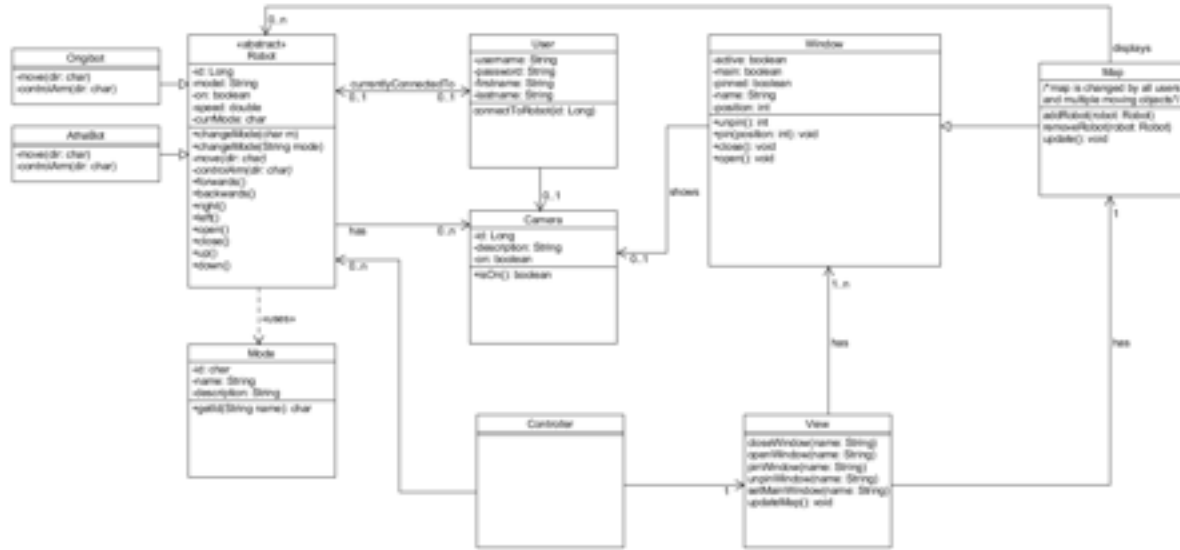 0..n
Ongibot
-move(dir: char)
-controlArm(dir: char)
AthaBot
-move(dir: char)
-controlArm(dir: char)
«abstract»
Robot
-id: Long
-model: String
-on: boolean
-speed: double
-currMode: char
+changeMode(char m)
+changeMode(String mode)
-move(dir: char)
-controlArm(dir: char)
+forwards()
+backwards()
+right()
+left()
+open()
+close()
+up()
+down()
currentlyConnectedTo
0..1
0..1
User
-username: String
-password: String
-firstname: String
-lastname: String
connectToRobot(id: Long)
0..1
has
0..n
0..n
Camera
-id: Long
-description: String
-on: boolean
+isOn(): boolean
shows
0..1
Window
-active: boolean
-main: boolean
-pinned: boolean
-name: String
-position: int
+unpin(): int
+pin(position: int): void
+close(): void
+open(): void
displays
Map
/*map is changed by all users
and multiple moving objects*/
addRobot(robot: Robot)
removeRobot(robot: Robot)
update(): void
1
1..n
has
has
«uses»
Mode
-id: char
-name: String
-description: String
+getId(String name): char
Controller
1
View
closeWindow(name: String)
openWindow(name: String)
pinWindow(name: String)
unpinWindow(name: String)
setMainWindow(name: String)
updateMap(): void